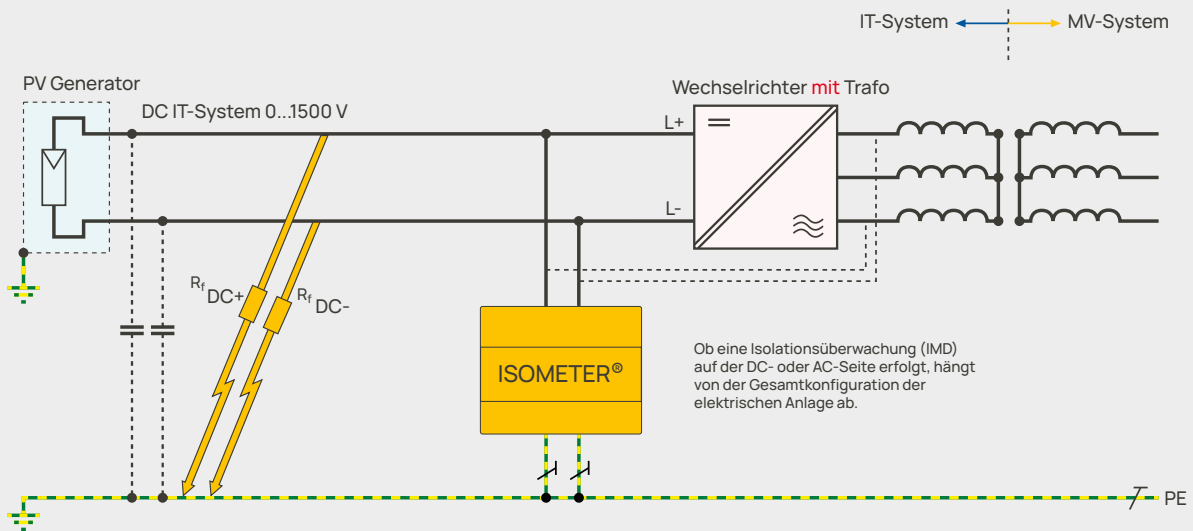 IT-System
MV-System
PV Generator
DC IT-System 0...1500 V
Wechselrichter mit Trafo
L+
L-
Rf DC+
Rf DC-
ISOMETER®
Ob eine Isolationsüberwachung (IMD)
auf der DC- oder AC-Seite erfolgt, hängt
von der Gesamtkonfiguration der
elektrischen Anlage ab.
PE